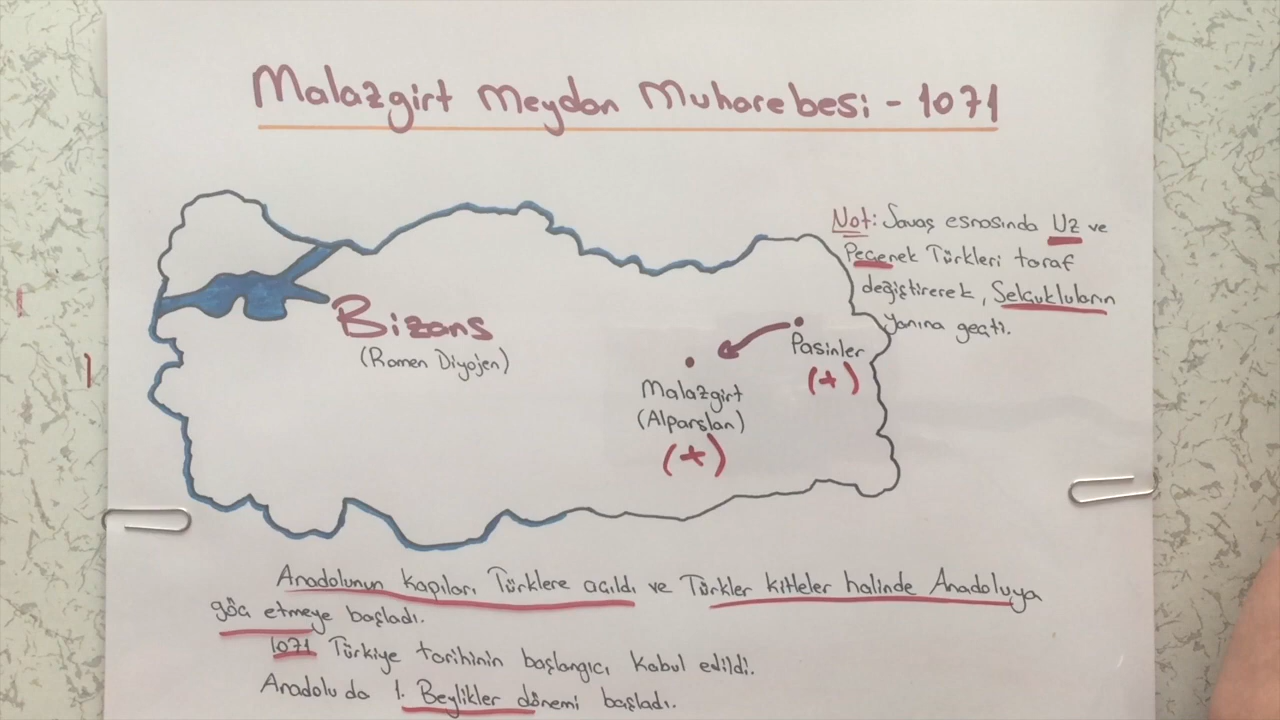 Malazgirt Meydan Muharebesi - 1071
Not: Savaş esnasında Uz ve
Peçenek Türkleri taraf
değiştirerek, Selçukluların
yanına geçti.
Bizans
(Romen Diyojen)
Pasinler
(+)
Malazgirt
(Alparslan)
(+)
Anadolunun kapıları Türklere açıldı ve Türkler kitleler halinde Anadoluya
göç etmeye başladı.
1071 Türkiye tarihinin başlangıcı kabul edildi.
Anadoluda 1. Beylikler dönemi başladı.